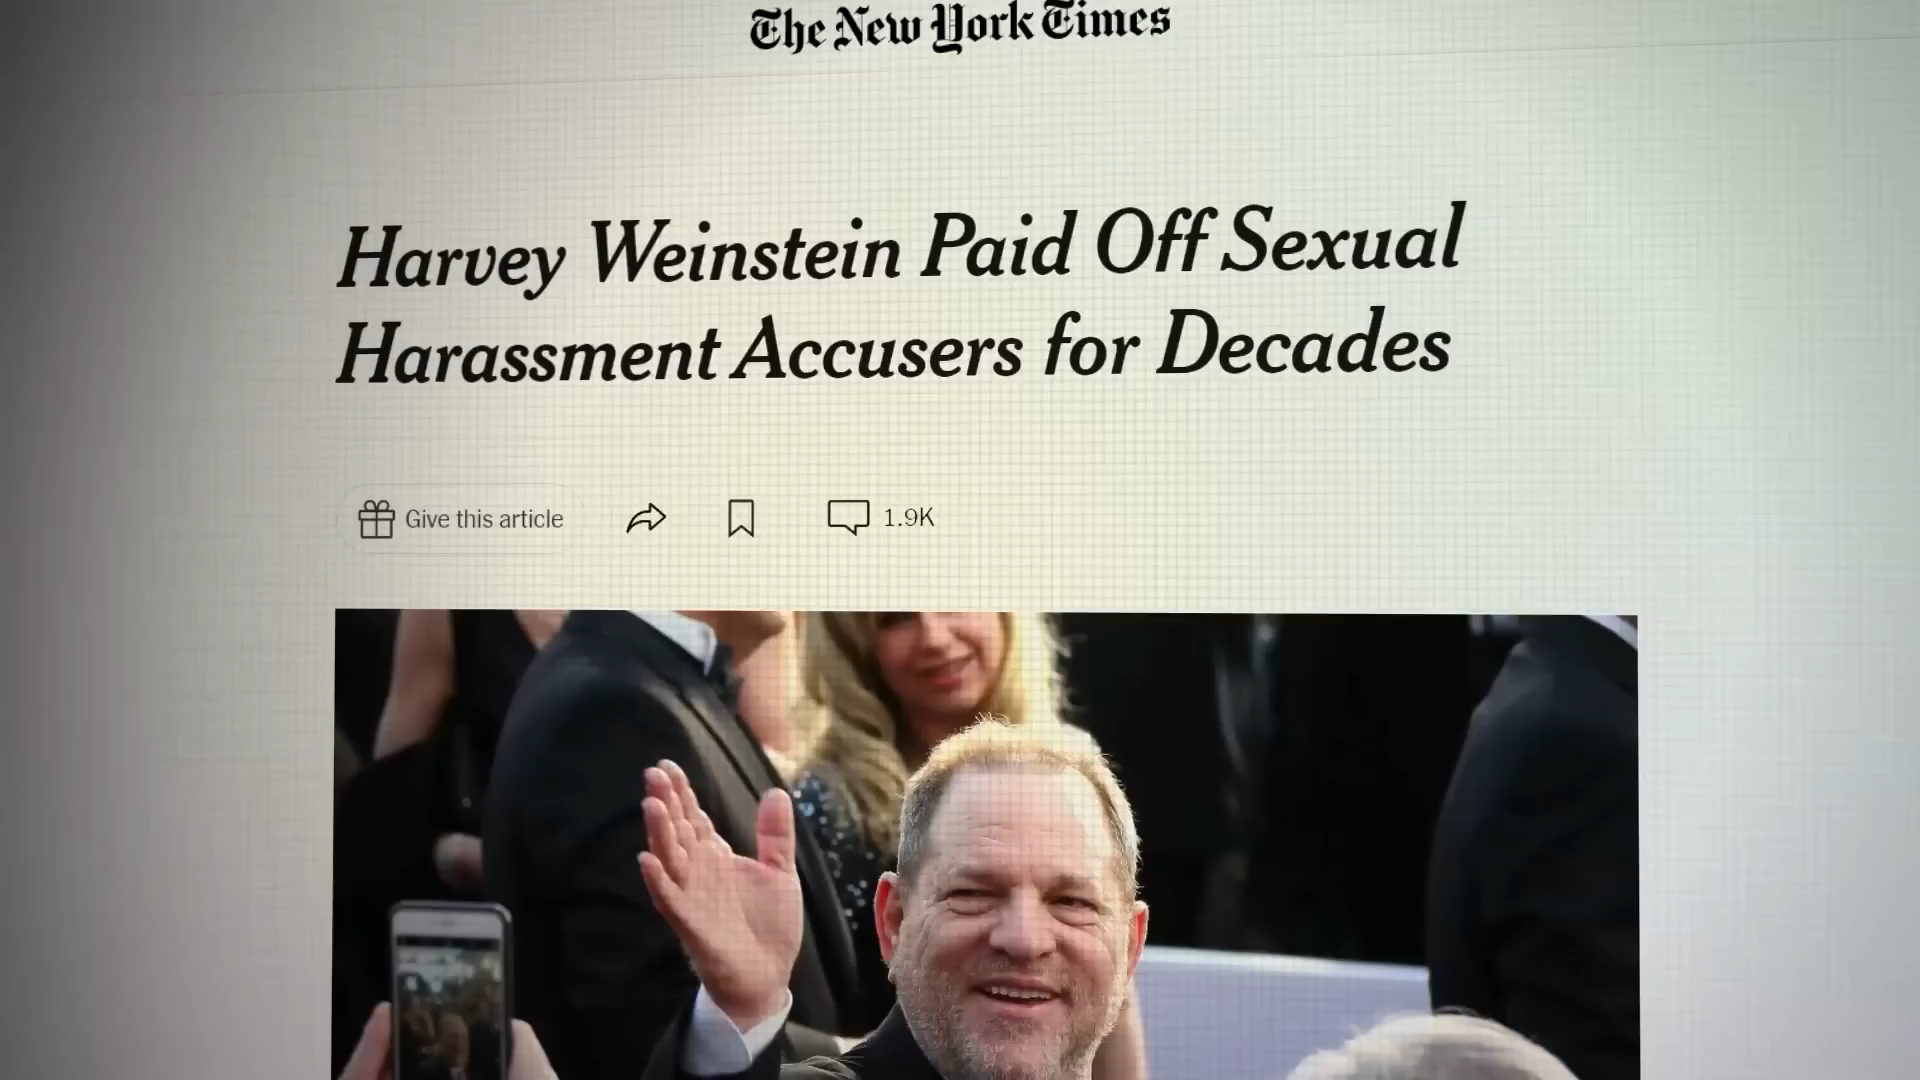 The New York Times
Harvey Weinstein Paid Off Sexual
Harassment Accusers for Decades
Give this article
1.9K